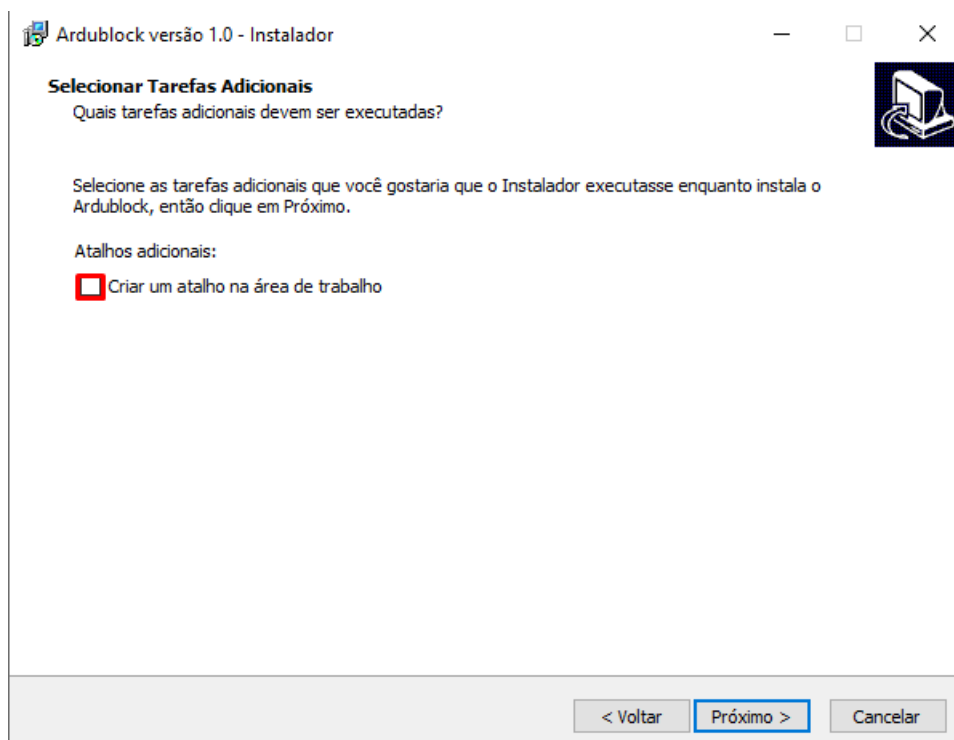 Ardublock versão 1.0 - Instalador
Selecionar Tarefas Adicionais
Quais tarefas adicionais devem ser executadas?
Selecione as tarefas adicionais que você gostaria que o Instalador executasse enquanto instala o
Ardublock, então clique em Próximo.
Atalhos adicionais:
Criar um atalho na área de trabalho
< Voltar
Próximo >
Cancelar